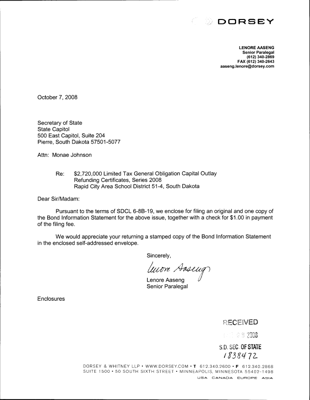 DORSEY
LENORE AASENG
Senior Paralegal
(612) 340-2868
FAX (612) 340-2643
aaseng.lenore@dorsey.com
October 7, 2008
Secretary of State
State Capitol
500 East Capitol, Suite 204
Pierre, South Dakota 57501-5077
Attn: Monae Johnson
Re: $2,720,000 Limited Tax General Obligation Capital Outlay
Refunding Certificates, Series 2008
Rapid City Area School District 51-4, South Dakota
Dear Sir/Madam:
Pursuant to the terms of SDCL 6-8B-19, we enclose for filing an original and one copy of
the Bond Information Statement for the above issue, together with a check for $1.00 in payment
of the filing fee.
We would appreciate your returning a stamped copy of the Bond Information Statement
in the enclosed self-addressed envelope.
Sincerely,
Lenore Aaseng
Lenore Aaseng
Senior Paralegal
Enclosures
RECEIVED
2008
S.D. SEC. OF STATE
1838472
DORSEY & WHITNEY LLP • WWW.DORSEY.COM • T 612.340.2600 • F 612.340.2868
SUITE 1500 • 50 SOUTH SIXTH STREET • MINNEAPOLIS, MINNESOTA 55402-1498
USA CANADA EUROPE ASIA